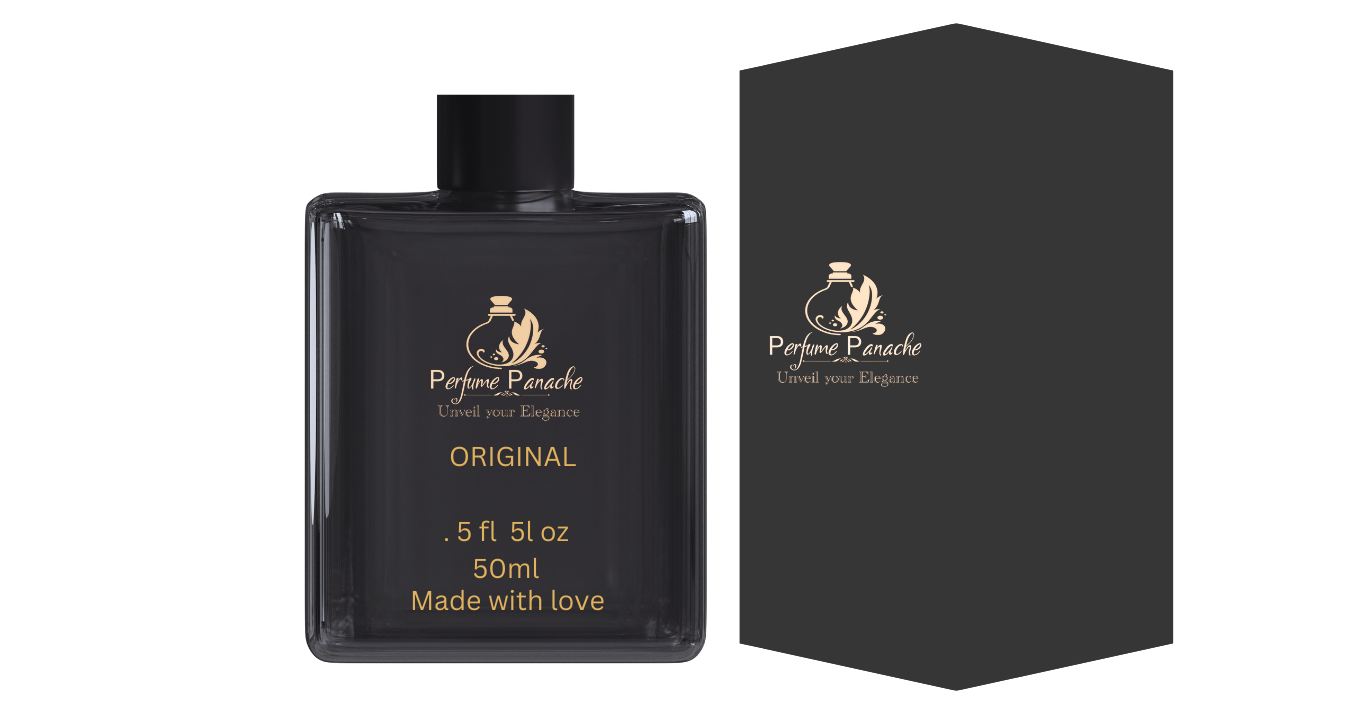 Perfume Panache
Unveil your Elegance
ORIGINAL
. 5 fl 5l oz
50ml
Made with love
Perfume Panache
Unveil your Elegance